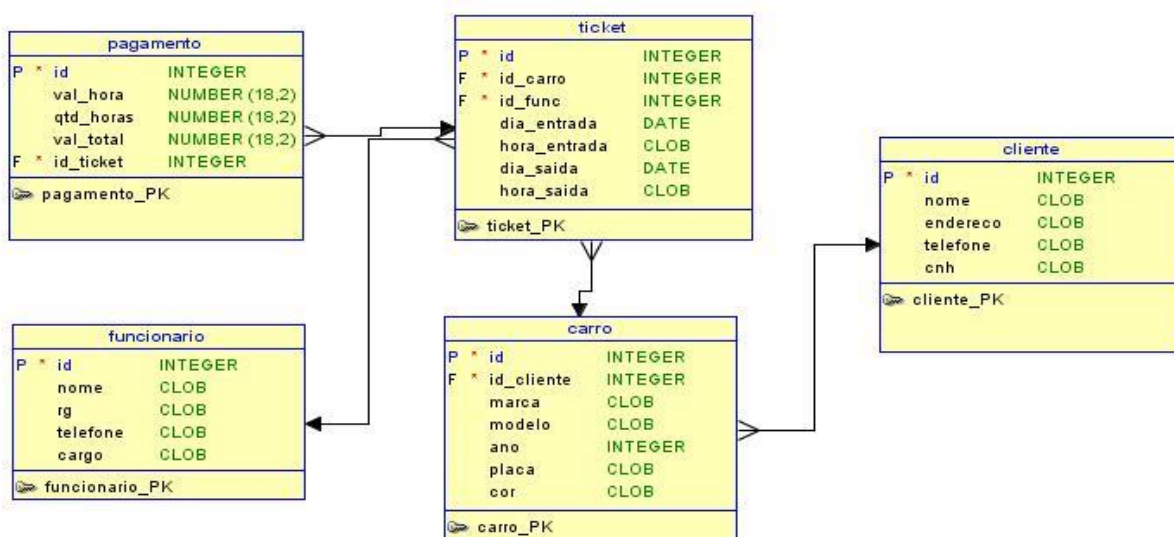 pagamento
P * id INTEGER
val_hora NUMBER (18,2)
qtd_horas NUMBER (18,2)
val_total NUMBER (18,2)
F * id_ticket INTEGER
pagamento_PK
ticket
P * id INTEGER
F * id_carro INTEGER
F * id_func INTEGER
dia_entrada DATE
hora_entrada CLOB
dia_saida DATE
hora_saida CLOB
ticket_PK
cliente
P * id INTEGER
nome CLOB
endereco CLOB
telefone CLOB
cnh CLOB
cliente_PK
funcionario
P * id INTEGER
nome CLOB
rg CLOB
telefone CLOB
cargo CLOB
funcionario_PK
carro
P * id INTEGER
F * id_cliente INTEGER
marca CLOB
modelo CLOB
ano INTEGER
placa CLOB
cor CLOB
carro_PK